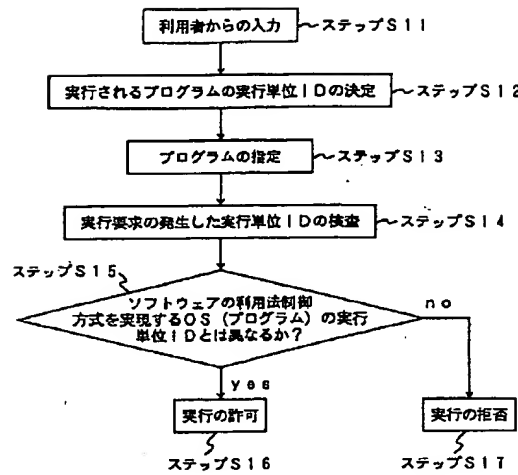 利用者からの入力 ステップS11
実行されるプログラムの実行単位IDの決定 ステップS12
プログラムの指定 ステップS13
実行要求の発生した実行単位IDの検査 ステップS14
ステップS15
ソフトウェアの利用法制御
方式を実現するOS(プログラム)の実行
単位IDとは異なるか?
no
yes
実行の許可 実行の拒否
ステップS16 ステップS17